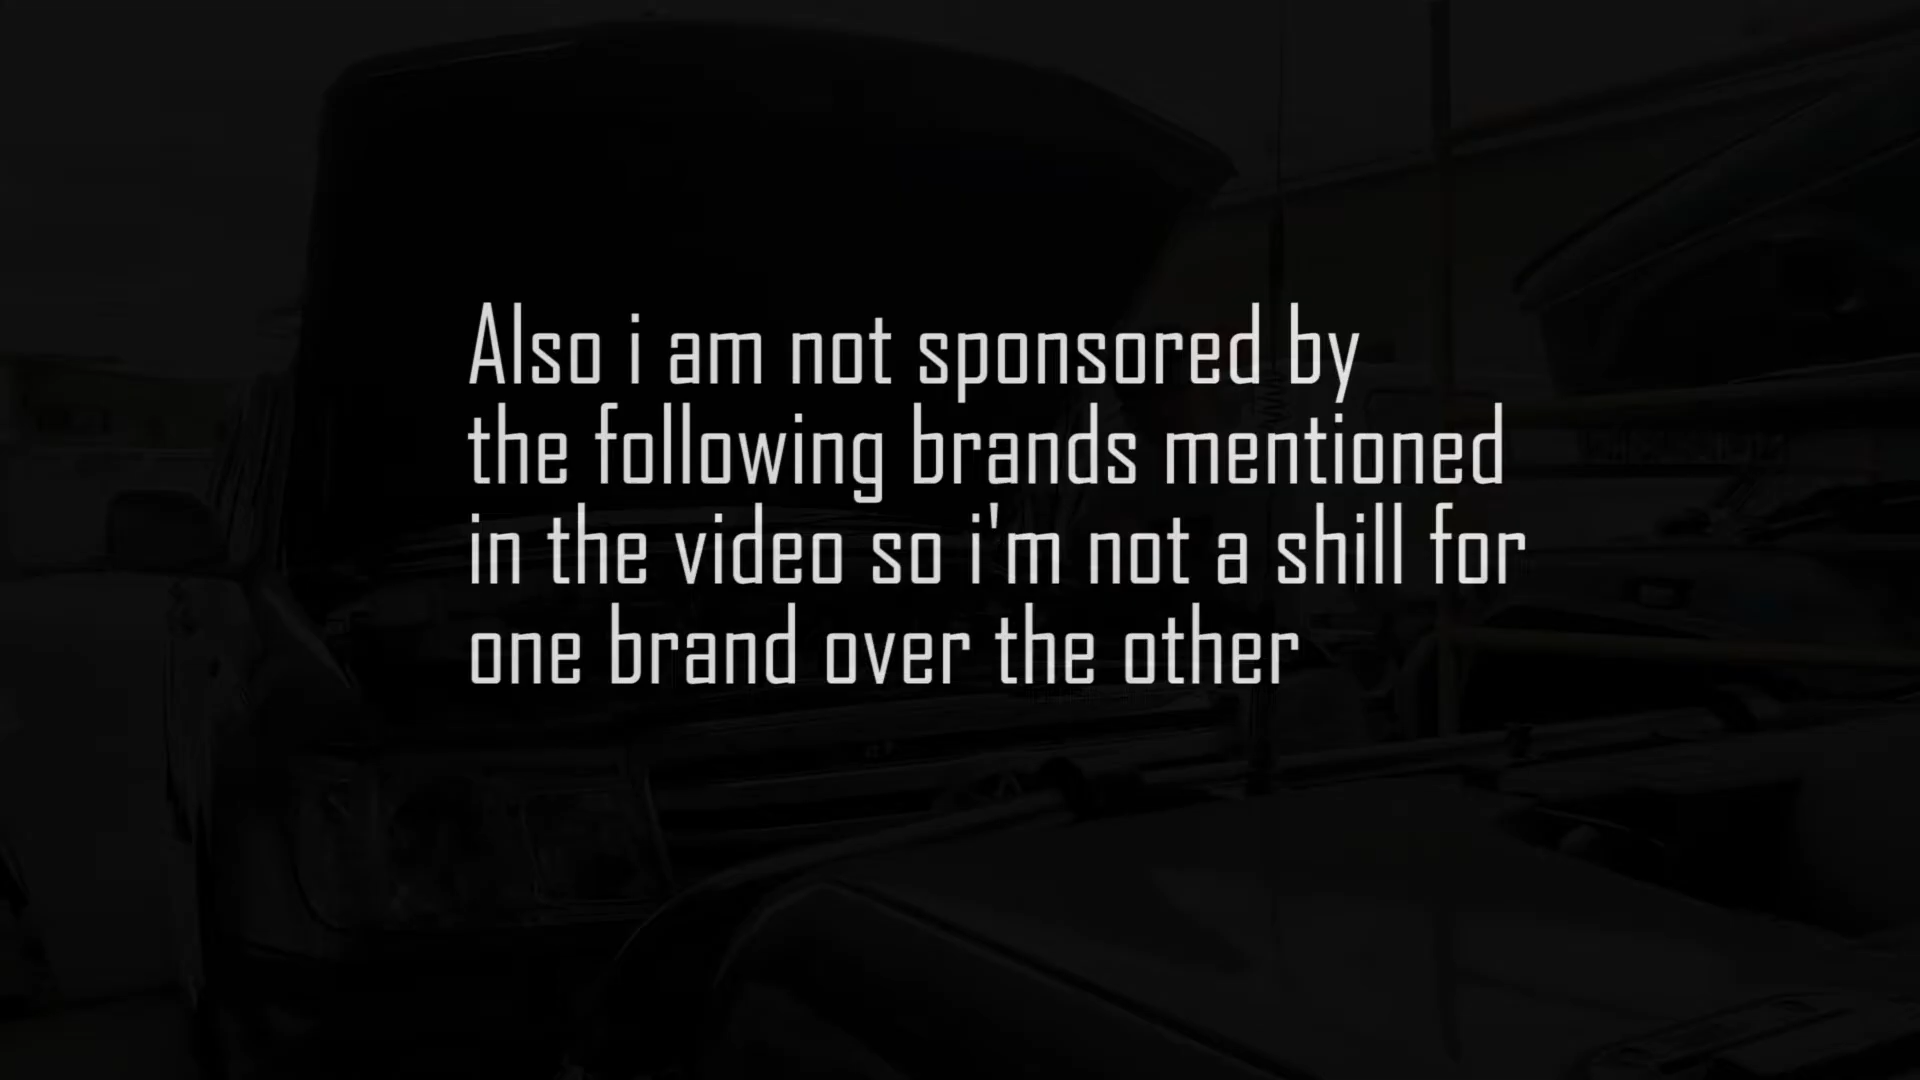 Also i am not sponsored by
the following brands mentioned
in the video so i'm not a shill for
one brand over the other